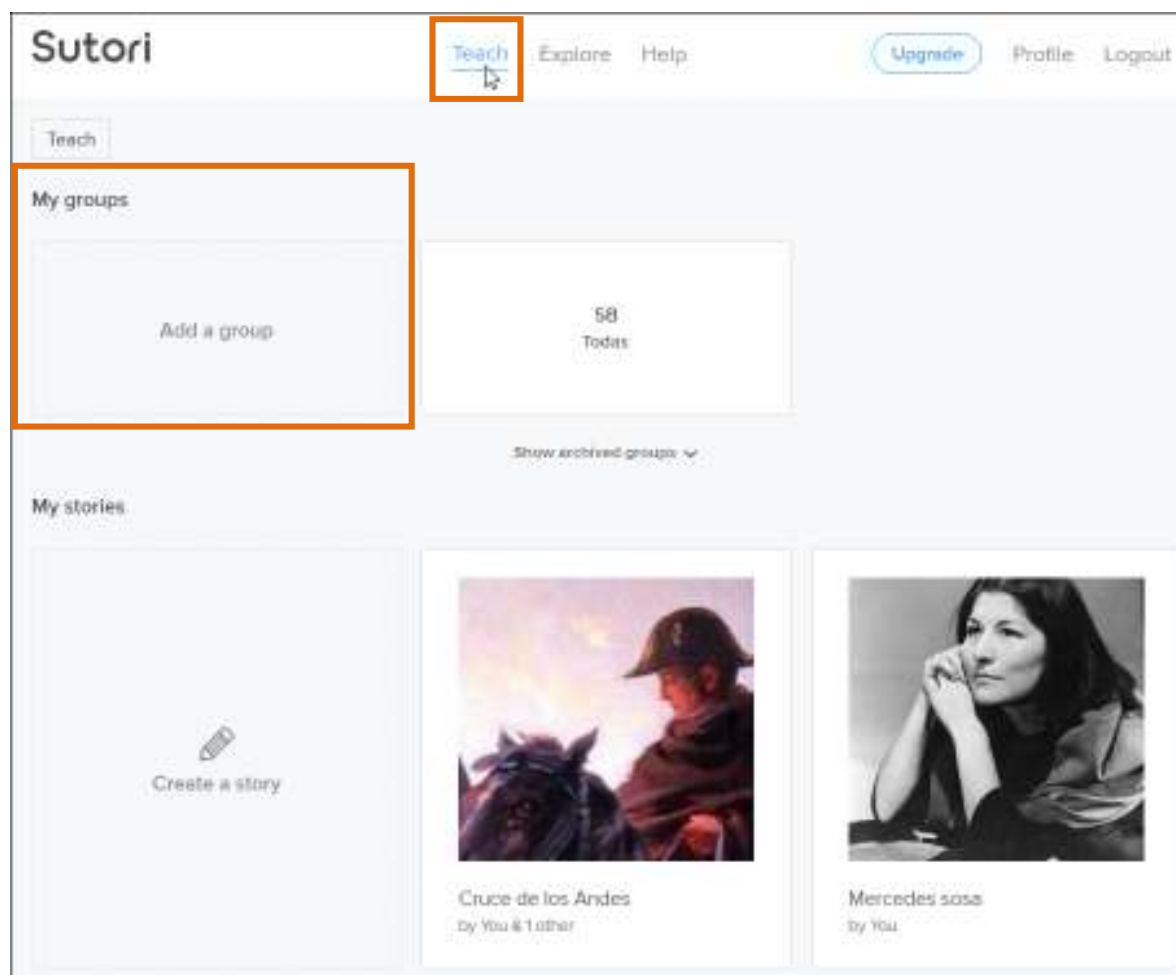 Sutori
Teach Explore Help Upgrade Profile Logout
Teach
My groups
Add a group
58
Todas
Show archived groups
My stories
Create a story
Cruce de los Andes
by You & 1 other
Mercedes sosa
by You